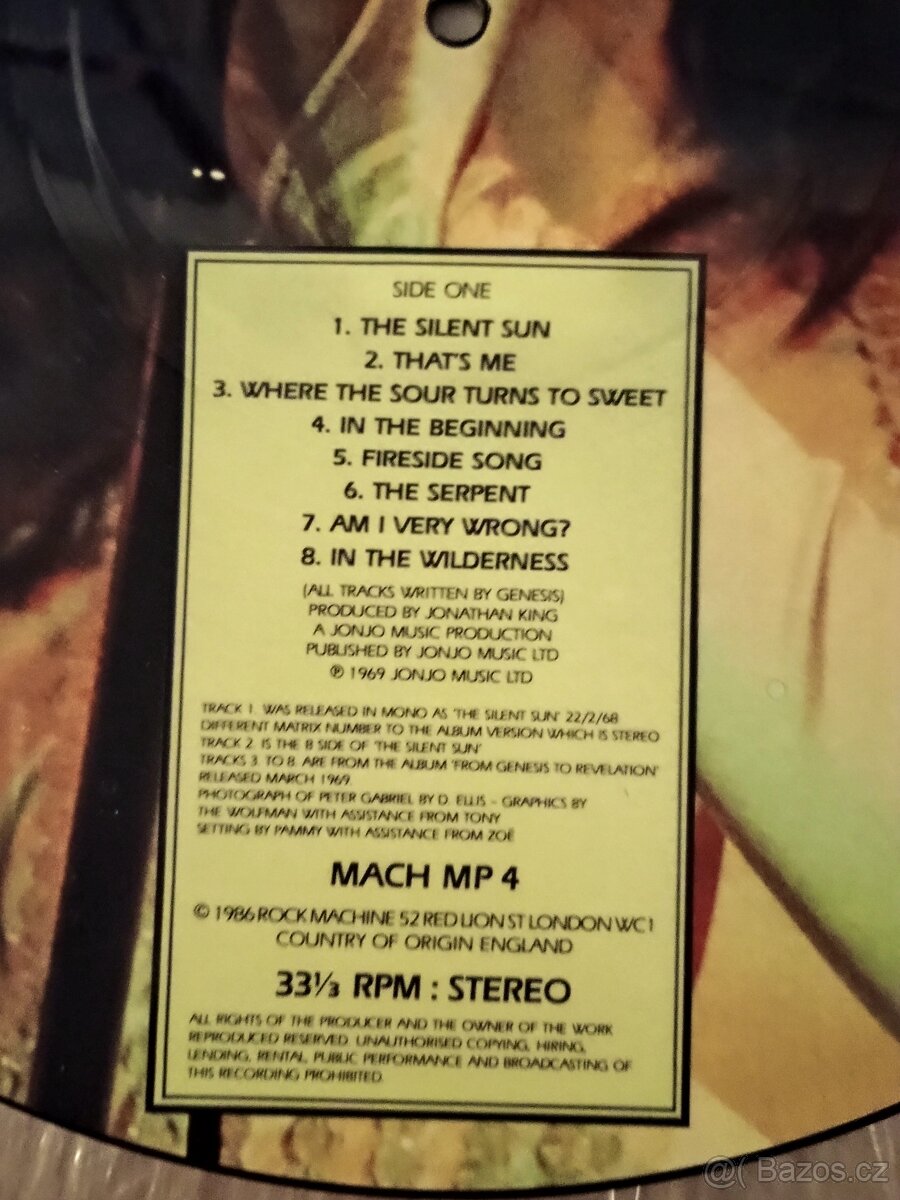 SIDE ONE
1. THE SILENT SUN
2. THAT'S ME
3. WHERE THE SOUR TURNS TO SWEET
4. IN THE BEGINNING
5. FIRESIDE SONG
6. THE SERPENT
7. AM I VERY WRONG?
8. IN THE WILDERNESS
(ALL TRACKS WRITTEN BY GENESIS)
PRODUCED BY JONATHAN KING
A JONJO MUSIC PRODUCTION
PUBLISHED BY JONJO MUSIC LTD
℗ 1969 JONJO MUSIC LTD
TRACK 1. WAS RELEASED IN MONO AS 'THE SILENT SUN' 22/2/68
DIFFERENT MATRIX NUMBER TO THE ALBUM VERSION WHICH IS STEREO
TRACK 2. IS THE B SIDE OF 'THE SILENT SUN'
TRACKS 3. TO 8. ARE FROM THE ALBUM 'FROM GENESIS TO REVELATION'
RELEASED MARCH 1969.
PHOTOGRAPH OF PETER GABRIEL BY D. ELLIS - GRAPHICS BY
THE WOLFMAN WITH ASSISTANCE FROM TONY
SETTING BY PAMMY WITH ASSISTANCE FROM ZOË
MACH MP 4
© 1986 ROCK MACHINE 52 RED LION ST LONDON WC1
COUNTRY OF ORIGIN ENGLAND
33⅓ RPM : STEREO
ALL RIGHTS OF THE PRODUCER AND THE OWNER OF THE WORK
REPRODUCED RESERVED. UNAUTHORISED COPYING, HIRING,
LENDING, RENTAL, PUBLIC PERFORMANCE AND BROADCASTING OF
THIS RECORDING PROHIBITED.
@( Bazos.cz